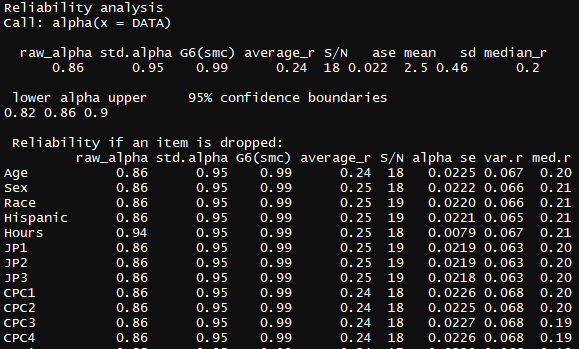 Reliability analysis
Call: alpha(x = DATA)
raw_alpha std.alpha G6(smc) average_r S/N ase mean sd median_r
0.86 0.95 0.99 0.24 18 0.022 2.5 0.46 0.2
lower alpha upper 95% confidence boundaries
0.82 0.86 0.9
Reliability if an item is dropped:
raw_alpha std.alpha G6(smc) average_r S/N alpha se var.r med.r
Age 0.86 0.95 0.99 0.24 18 0.0225 0.067 0.20
Sex 0.86 0.95 0.99 0.25 18 0.0222 0.066 0.21
Race 0.86 0.95 0.99 0.25 19 0.0220 0.066 0.21
Hispanic 0.86 0.95 0.99 0.25 18 0.0221 0.065 0.21
Hours 0.94 0.95 0.99 0.25 18 0.0079 0.067 0.21
JP1 0.86 0.95 0.99 0.25 19 0.0219 0.063 0.20
JP2 0.86 0.95 0.99 0.25 19 0.0219 0.063 0.20
JP3 0.86 0.95 0.99 0.25 19 0.0218 0.063 0.20
CPC1 0.86 0.95 0.99 0.24 18 0.0226 0.068 0.20
CPC2 0.86 0.95 0.99 0.24 18 0.0225 0.068 0.20
CPC3 0.86 0.95 0.99 0.24 18 0.0227 0.068 0.19
CPC4 0.86 0.95 0.99 0.24 18 0.0226 0.068 0.19